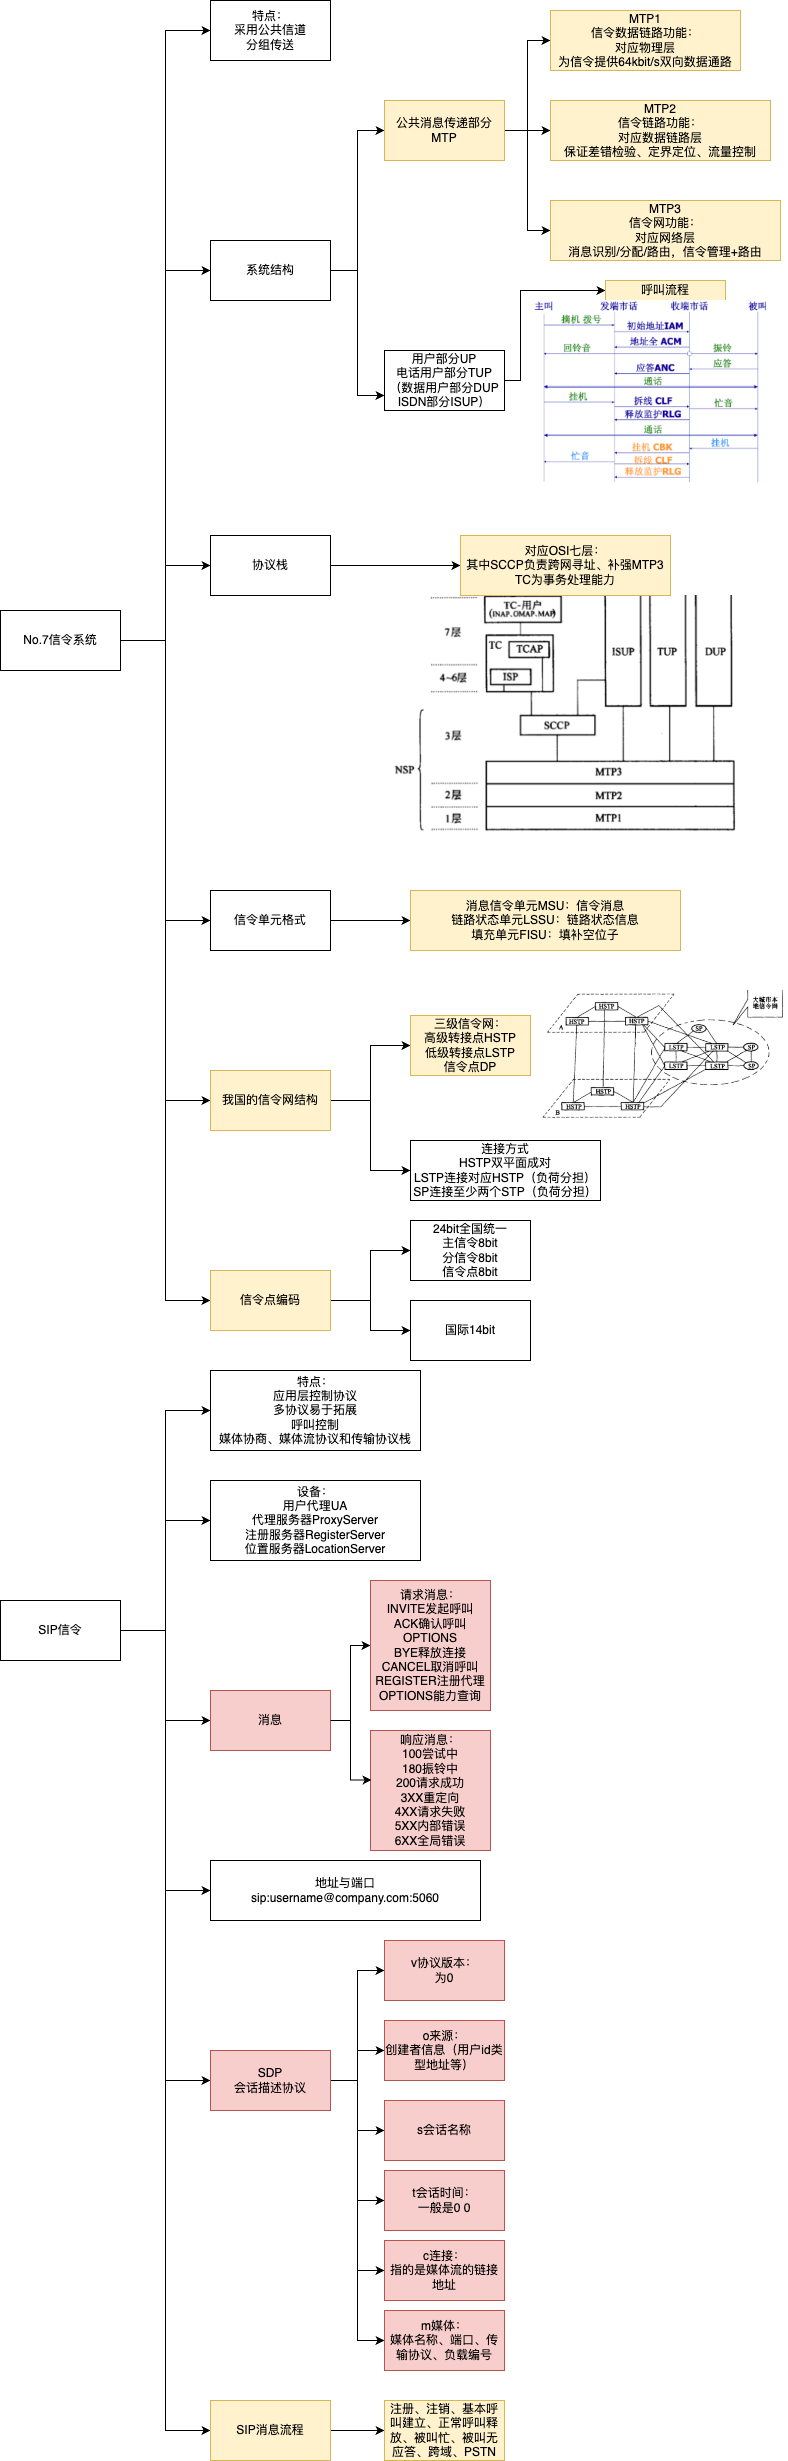 特点：
采用公共信道
分组传送
MTP1
信令数据链路功能：
对应物理层
为信令提供64kbit/s双向数据通路
公共消息传递部分
MTP
MTP2
信令链路功能：
对应数据链路层
保证差错检验、定界定位、流量控制
MTP3
信令网功能：
对应网络层
消息识别/分配/路由，信令管理+路由
系统结构
用户部分UP
电话用户部分TUP
（数据用户部分DUP
ISDN部分ISUP）
呼叫流程
主叫
发端市话
收端市话
被叫
摘机 拨号
初始地址IAM
地址全 ACM
回铃音
振铃
应答
应答ANC
通话
挂机
拆线 CLF
忙音
释放监护RLG
通话
挂机
挂机 CBK
忙音
拆线 CLF
释放监护RLG
No.7信令系统
协议栈
对应OSI七层：
其中SCCP负责跨网寻址、补强MTP3
TC为事务处理能力
TC-用户
(INAP、OMAP、MAP)
7层
TC
TCAP
ISUP
TUP
DUP
4~6层
ISP
SCCP
3层
NSP
MTP3
2层
MTP2
1层
MTP1
信令单元格式
消息信令单元MSU：信令消息
链路状态单元LSSU：链路状态信息
填充单元FISU：填补空位子
我国的信令网结构
三级信令网：
高级转接点HSTP
低级转接点LSTP
信令点DP
大城市本
地信令网
HSTP
HSTP
HSTP
A
SP
LSTP
LSTP
SP
LSTP
LSTP
SP
HSTP
HSTP
HSTP
B
连接方式
HSTP双平面成对
LSTP连接对应HSTP（负荷分担）
SP连接至少两个STP（负荷分担）
信令点编码
24bit全国统一
主信令8bit
分信令8bit
信令点8bit
国际14bit
SIP信令
特点：
应用层控制协议
多协议易于拓展
呼叫控制
媒体协商、媒体流协议和传输协议栈
设备：
用户代理UA
代理服务器ProxyServer
注册服务器RegisterServer
位置服务器LocationServer
消息
请求消息：
INVITE发起呼叫
ACK确认呼叫
OPTIONS
BYE释放连接
CANCEL取消呼叫
REGISTER注册代理
OPTIONS能力查询
响应消息：
100尝试中
180振铃中
200请求成功
3XX重定向
4XX请求失败
5XX内部错误
6XX全局错误
地址与端口
sip:username@company.com:5060
SDP
会话描述协议
v协议版本：
为0
o来源：
创建者信息（用户id类
型地址等）
s会话名称
t会话时间：
一般是0 0
c连接：
指的是媒体流的链接
地址
m媒体：
媒体名称、端口、传
输协议、负载编号
SIP消息流程
注册、注销、基本呼
叫建立、正常呼叫释
放、被叫忙、被叫无
应答、跨域、PSTN